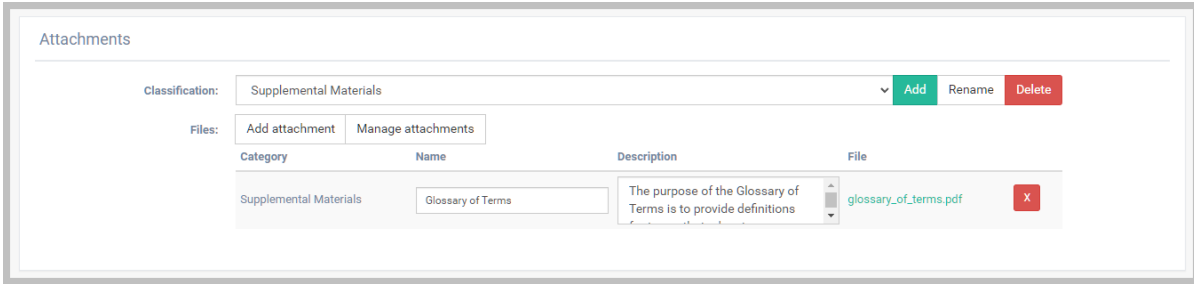 Attachments
Classification: Supplemental Materials Add Rename Delete
Files: Add attachment Manage attachments
Category Name Description File
Supplemental Materials Glossary of Terms The purpose of the Glossary of glossary_of_terms.pdf X
Terms is to provide definitions